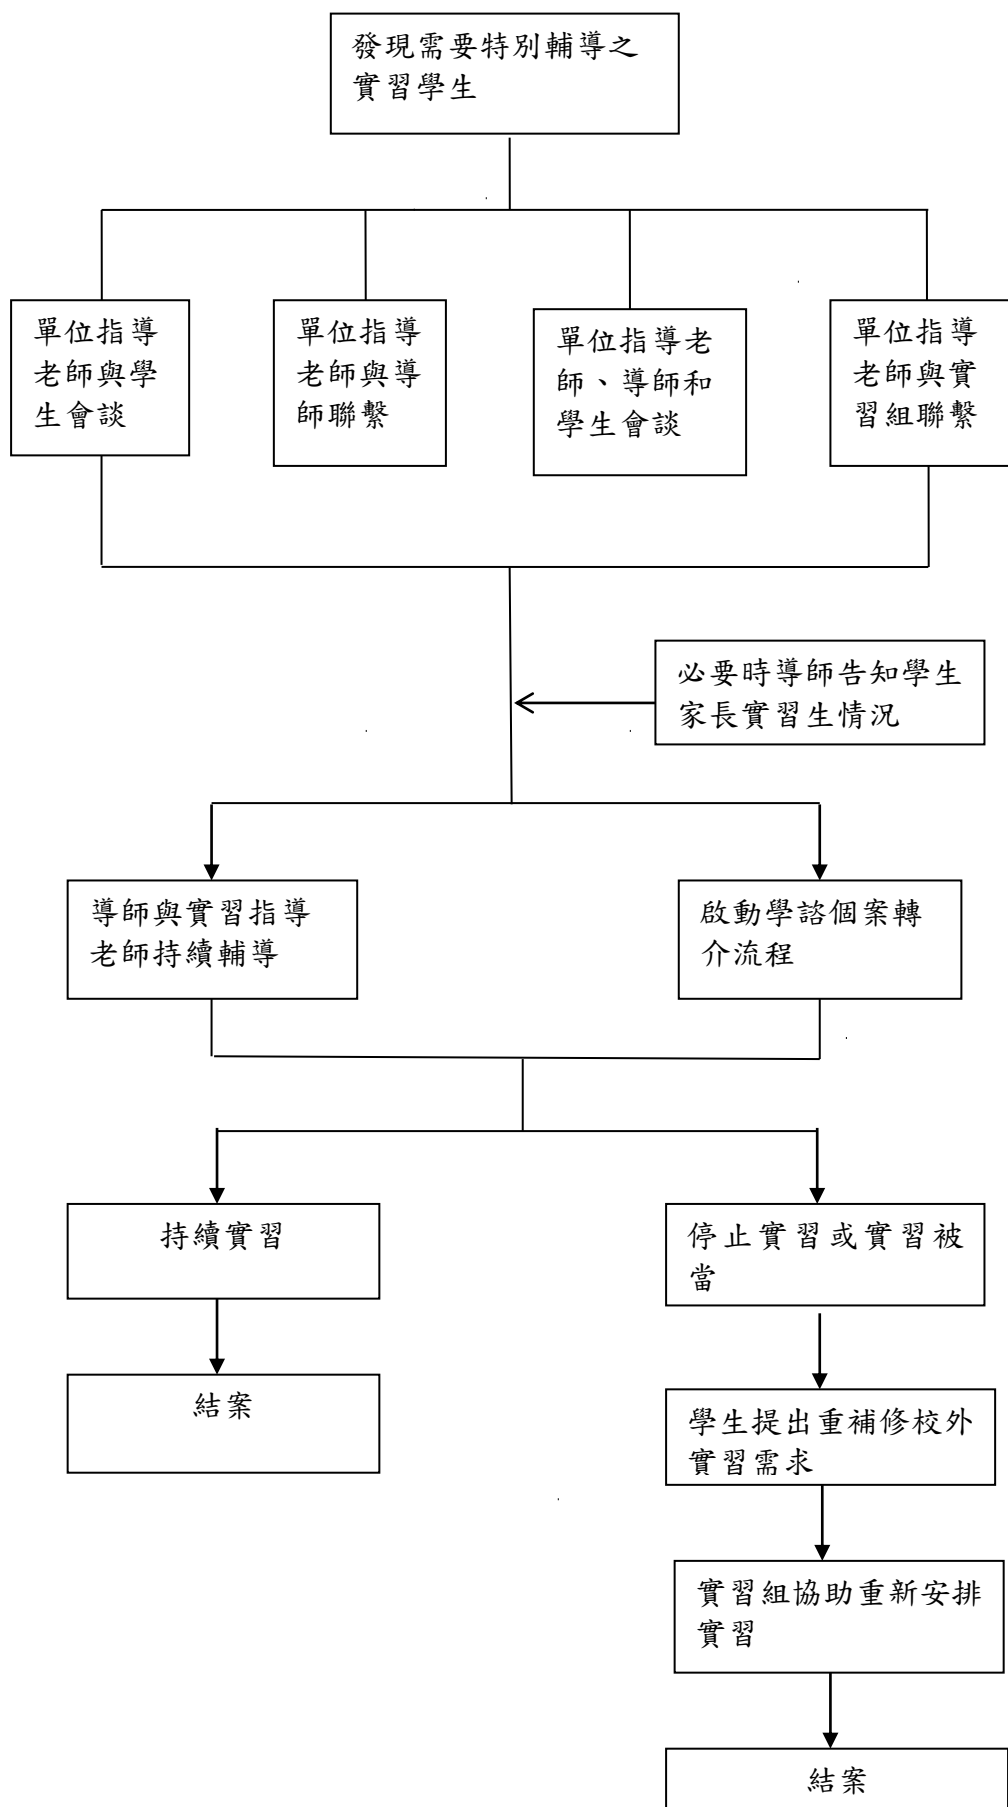 發現需要特別輔導之
實習學生
單位指導
老師與學
生會談
單位指導
老師與導
師聯繫
單位指導老
師、導師和
學生會談
單位指導
老師與實
習組聯繫
必要時導師告知學生
家長實習生情況
導師與實習指導
老師持續輔導
啟動學諮個案轉
介流程
持續實習
停止實習或實習被
當
結案
學生提出重補修校外
實習需求
實習組協助重新安排
實習
結案